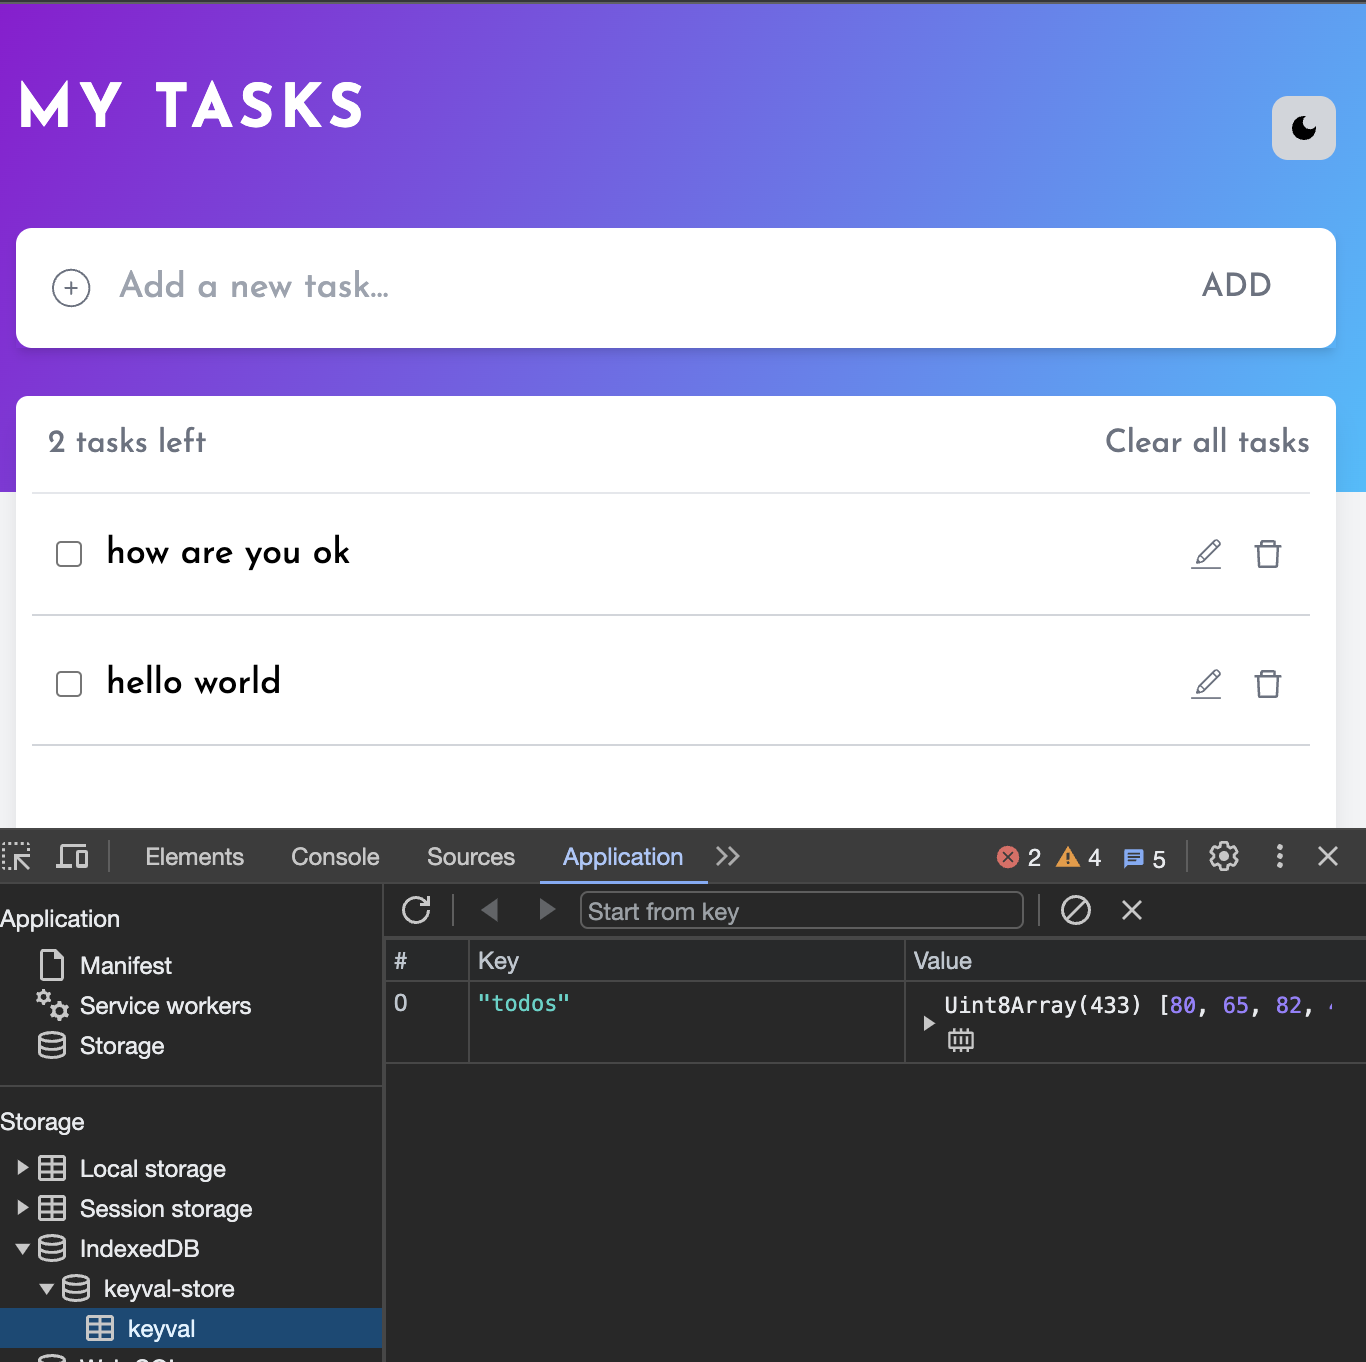 MY TASKS
Add a new task...
ADD
2 tasks left
Clear all tasks
how are you ok
hello world
Elements Console Sources Application 2 4 5
Application
Manifest
Service workers
Storage
Storage
Local storage
Session storage
IndexedDB
keyval-store
keyval
Start from key
# Key Value
0 "todos" Uint8Array(433) [80, 65, 82,